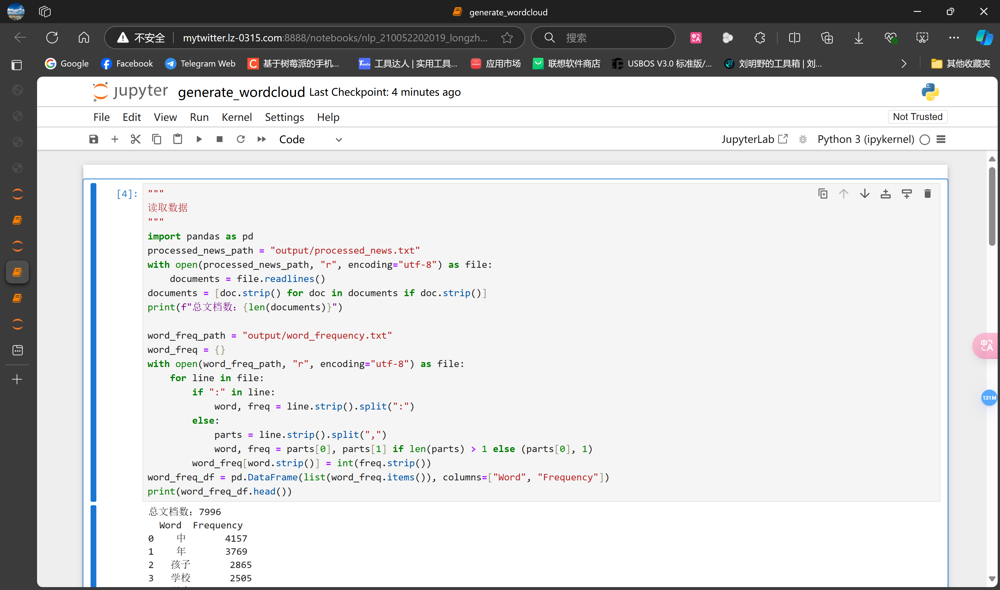 generate_wordcloud
不安全 mytwitter.lz-0315.com:8888/notebooks/nlp_210052202019_longzh...
搜索
Google Facebook Telegram Web 基于树莓派的手机... 工具达人 | 实用工具... 应用市场 联想软件商店 USBOS V3.0 标准版/... 刘明野的工具箱 | 刘... 其他收藏夹
jupyter generate_wordcloud Last Checkpoint: 4 minutes ago
File Edit View Run Kernel Settings Help Not Trusted
Code JupyterLab Python 3 (ipykernel)
[4]: """
读取数据
"""
import pandas as pd
processed_news_path = "output/processed_news.txt"
with open(processed_news_path, "r", encoding="utf-8") as file:
    documents = file.readlines()
documents = [doc.strip() for doc in documents if doc.strip()]
print(f"总文档数：{len(documents)}")
word_freq_path = "output/word_frequency.txt"
word_freq = {}
with open(word_freq_path, "r", encoding="utf-8") as file:
    for line in file:
        if ":" in line:
            word, freq = line.strip().split(":")
        else:
            parts = line.strip().split(",")
            word, freq = parts[0], parts[1] if len(parts) > 1 else (parts[0], 1)
        word_freq[word.strip()] = int(freq.strip())
word_freq_df = pd.DataFrame(list(word_freq.items()), columns=["Word", "Frequency"])
print(word_freq_df.head())
总文档数：7996
Word Frequency
0 中 4157
1 年 3769
2 孩子 2865
3 学校 2505
中A
131M